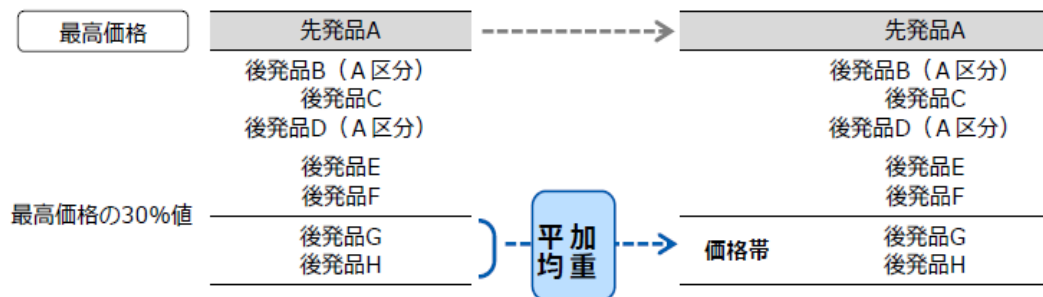 最高価格
先発品A
先発品A
後発品B（A区分）
後発品C
後発品D（A区分）
後発品B（A区分）
後発品C
後発品D（A区分）
後発品E
後発品F
後発品E
後発品F
最高価格の30%値
後発品G
後発品H
加重
平均
価格帯
後発品G
後発品H